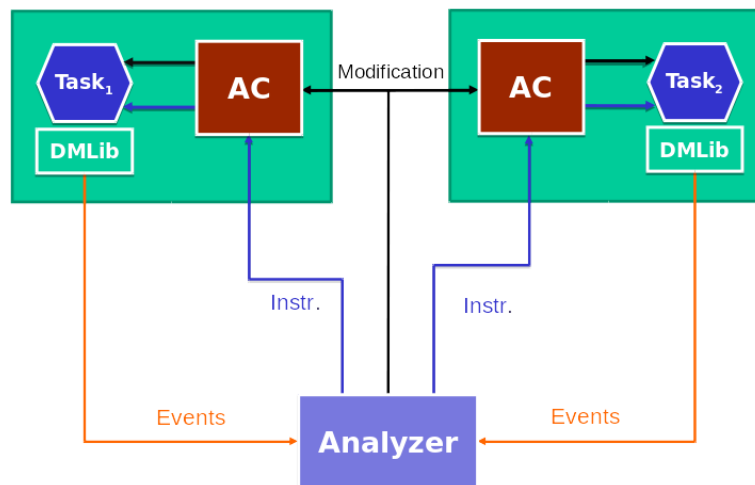 Task1
AC
DMLib
Modification
AC
Task2
DMLib
Instr.
Instr.
Events
Events
Analyzer